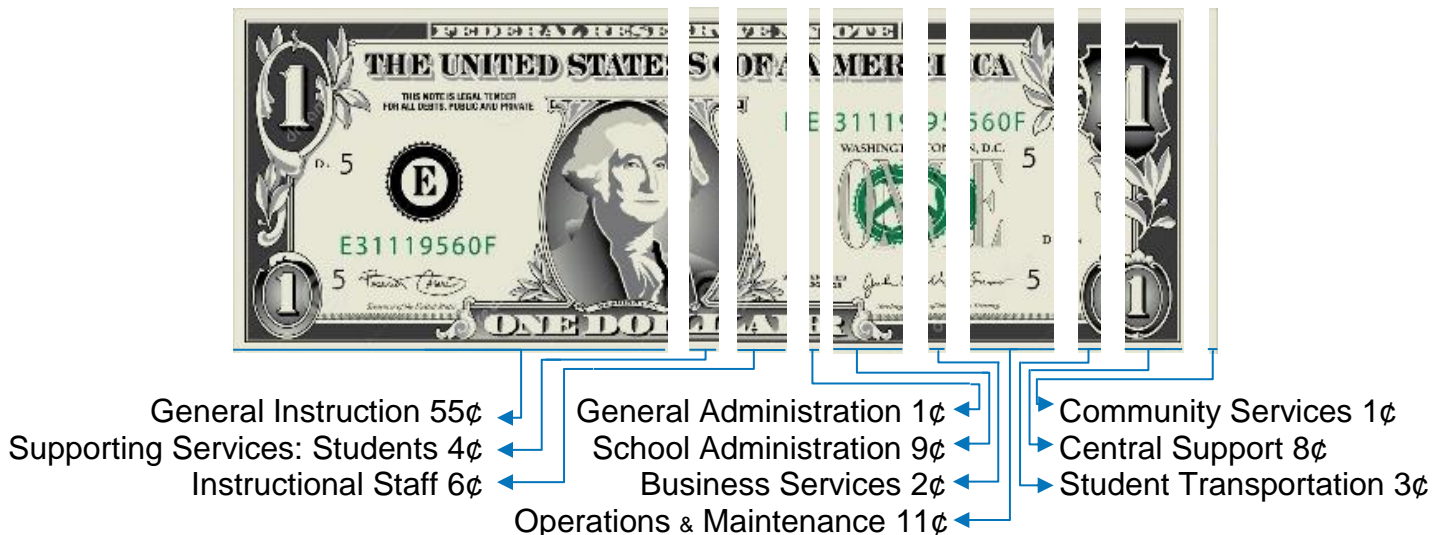 FEDERAL RESERVE NOTE
THE UNITED STATES OF AMERICA
THIS NOTE IS LEGAL TENDER
FOR ALL DEBTS, PUBLIC AND PRIVATE
1
1
5
E
E31119560F
5
WASHINGTON, D.C.
5
ONE
E31119560F
5
5
1
1
ONE DOLLAR
General Instruction 55¢
Supporting Services: Students 4¢
Instructional Staff 6¢
General Administration 1¢
School Administration 9¢
Business Services 2¢
Operations & Maintenance 11¢
Community Services 1¢
Central Support 8¢
Student Transportation 3¢